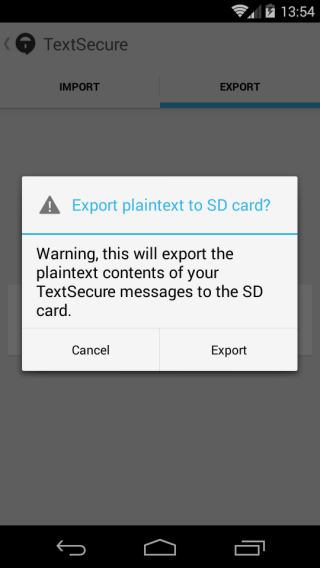 13:54
TextSecure
IMPORT EXPORT
Export plaintext to SD card?
Warning, this will export the
plaintext contents of your
TextSecure messages to the SD
card.
Cancel Export